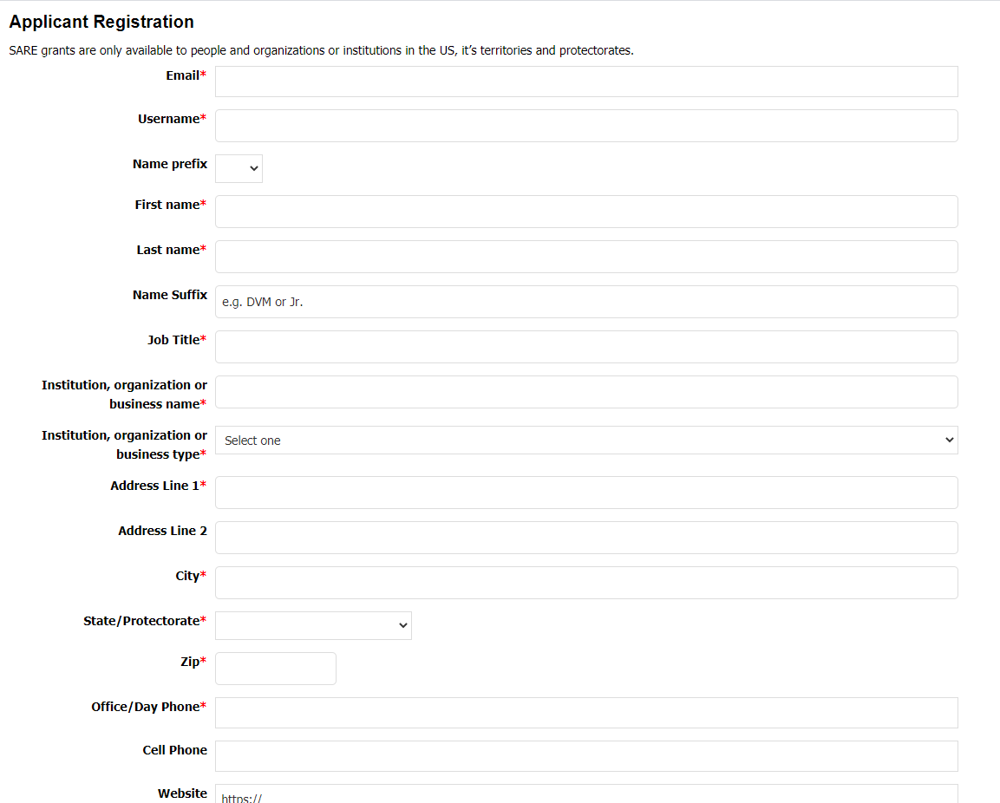 Applicant Registration
SARE grants are only available to people and organizations or institutions in the US, it’s territories and protectorates.
Email*
Username*
Name prefix
First name*
Last name*
Name Suffix e.g. DVM or Jr.
Job Title*
Institution, organization or
business name*
Institution, organization or
business type* Select one
Address Line 1*
Address Line 2
City*
State/Protectorate*
Zip*
Office/Day Phone*
Cell Phone
Website https://